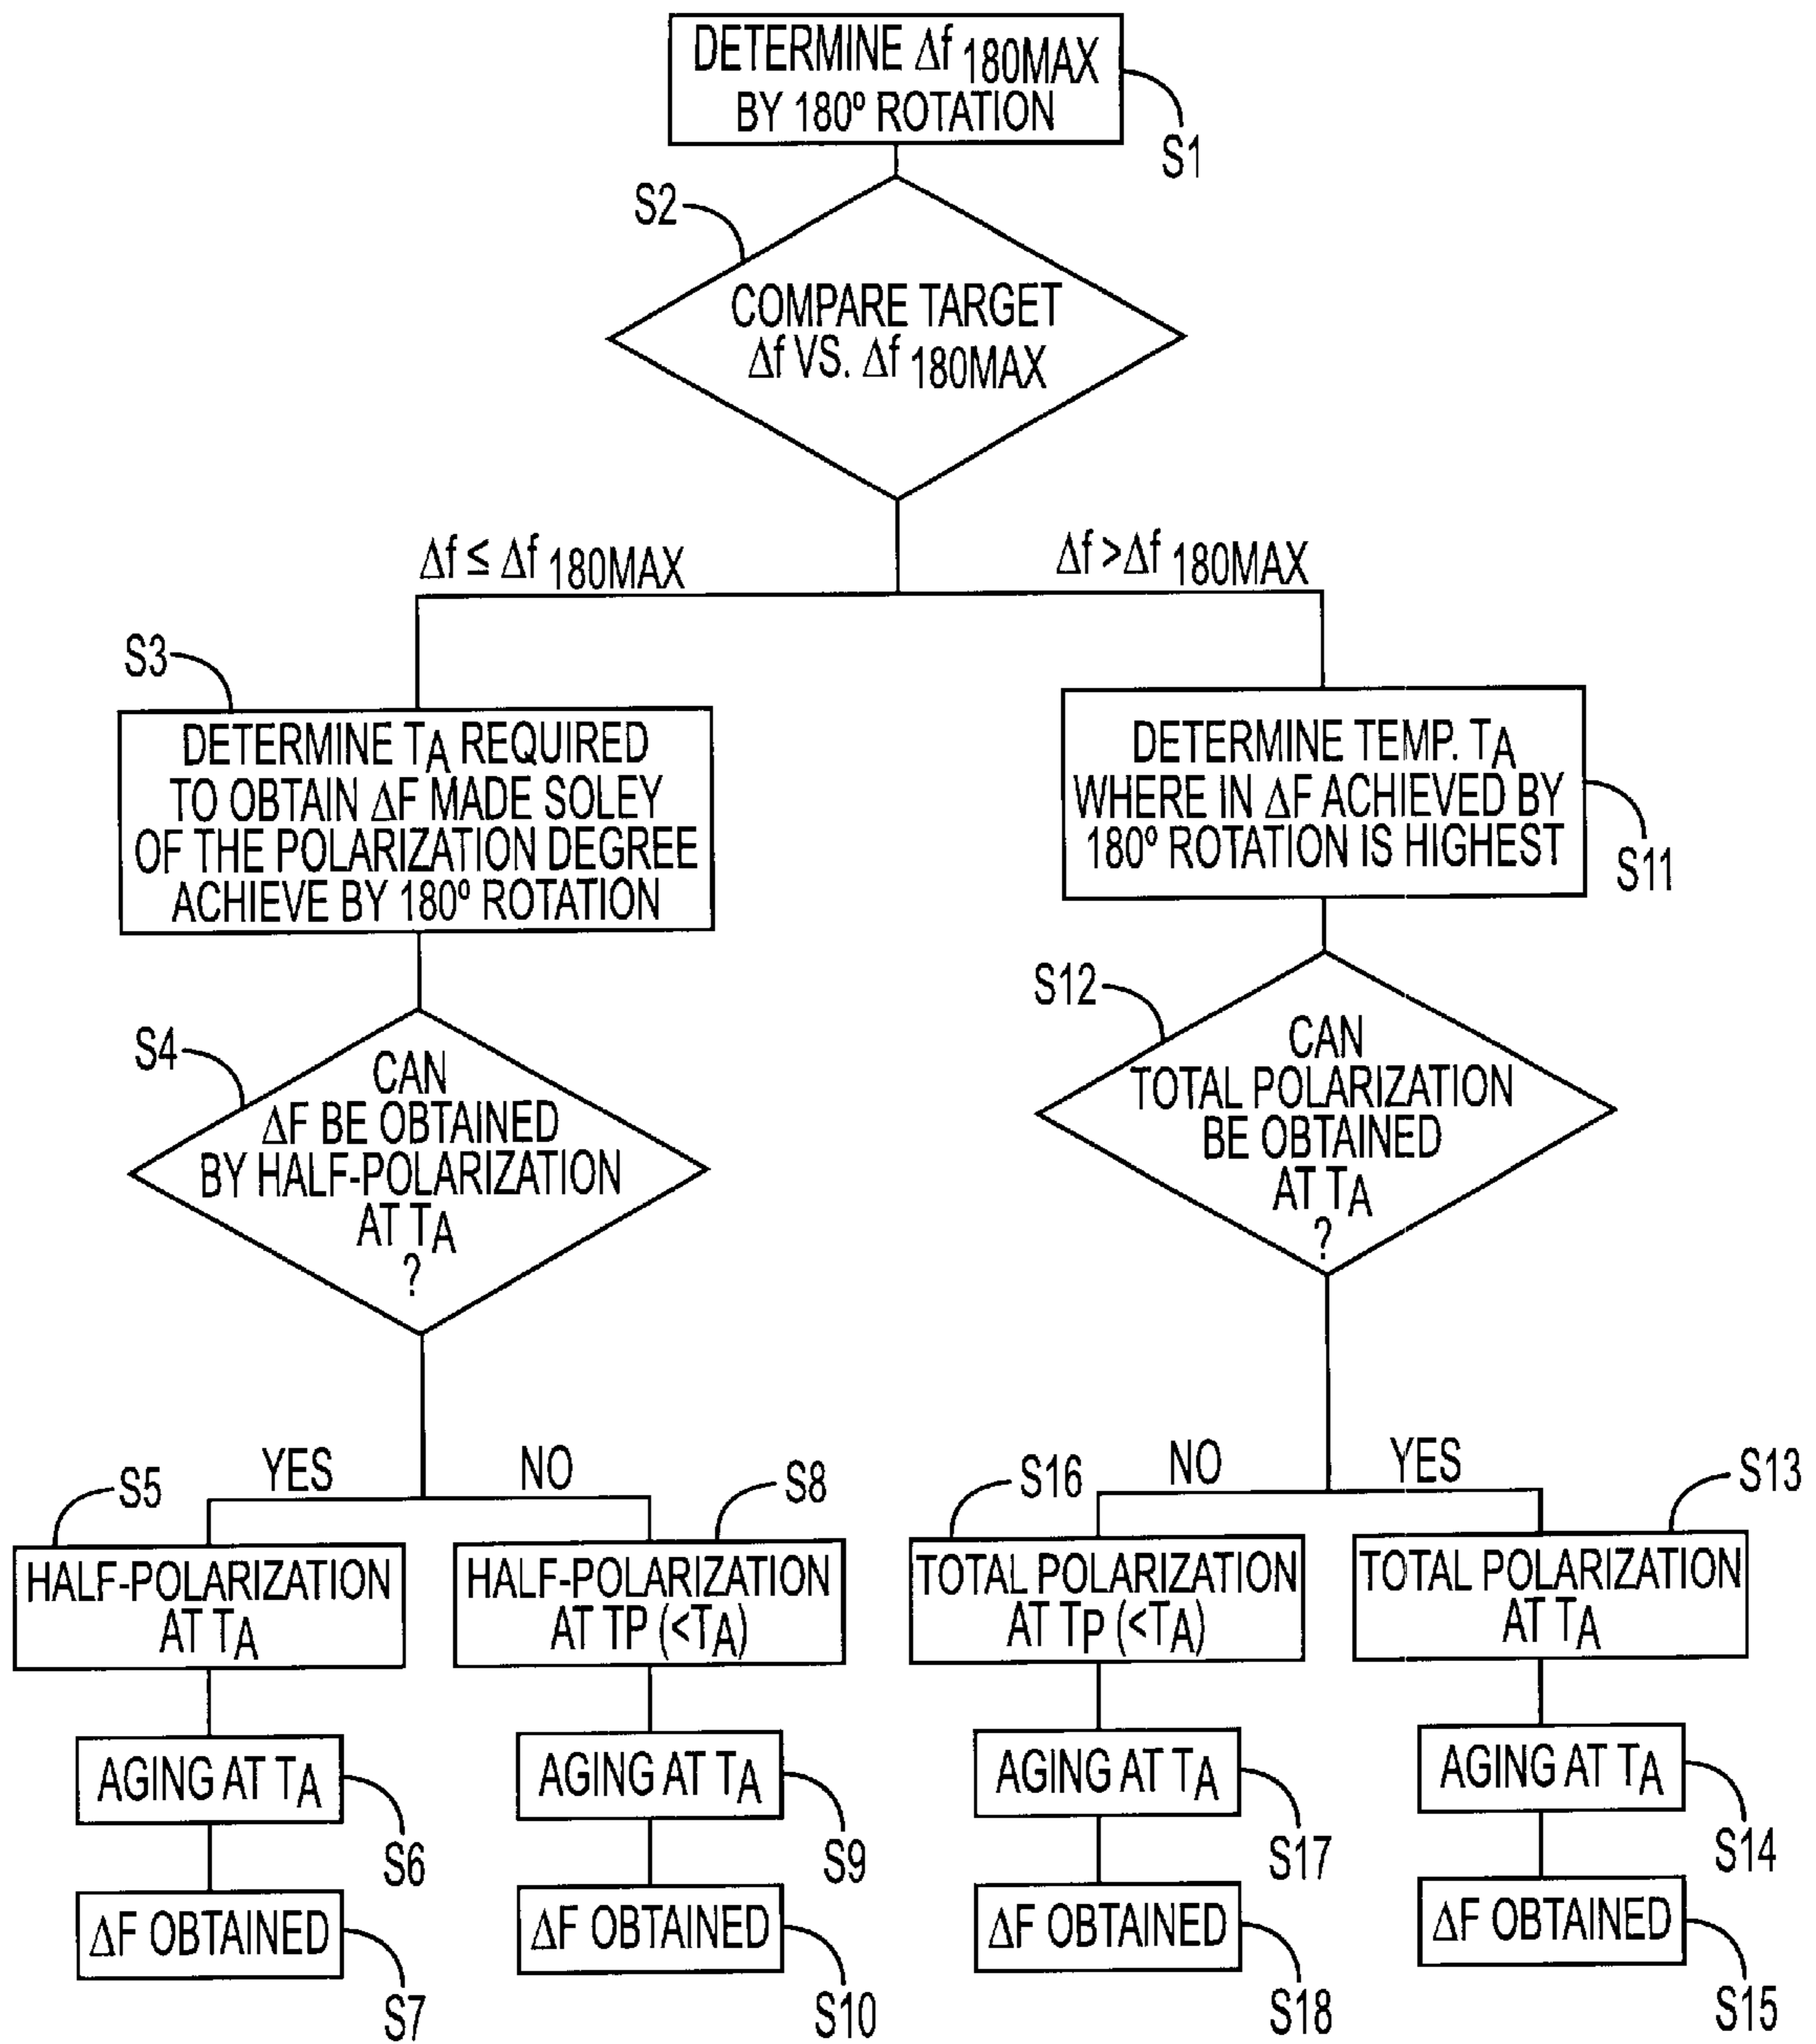 DETERMINE Δf 180MAX
BY 180º ROTATION
S1
S2
COMPARE TARGET
Δf VS. Δf 180MAX
Δf ≤ Δf 180MAX
Δf >Δf 180MAX
S3
DETERMINE TA REQUIRED
TO OBTAIN ΔF MADE SOLEY
OF THE POLARIZATION DEGREE
ACHIEVE BY 180º ROTATION
DETERMINE TEMP. TA
WHERE IN ΔF ACHIEVED BY
180º ROTATION IS HIGHEST
S11
S4
CAN
ΔF BE OBTAINED
BY HALF-POLARIZATION
AT TA
?
S12
CAN
TOTAL POLARIZATION
BE OBTAINED
AT TA
?
YES
NO
NO
YES
S5
HALF-POLARIZATION
AT TA
S8
HALF-POLARIZATION
AT TP (<TA)
S16
TOTAL POLARIZATION
AT TP (<TA)
S13
TOTAL POLARIZATION
AT TA
AGING AT TA
S6
AGING AT TA
S9
AGING AT TA
S17
AGING AT TA
S14
ΔF OBTAINED
S7
ΔF OBTAINED
S10
ΔF OBTAINED
S18
ΔF OBTAINED
S15